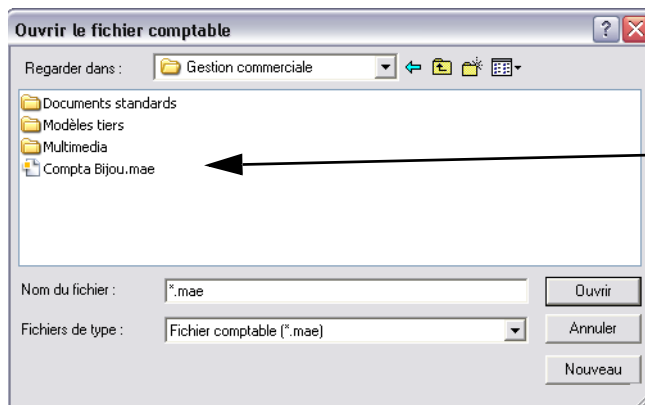 Ouvrir le fichier comptable
Regarder dans : Gestion commerciale
Documents standards
Modèles tiers
Multimedia
Compta Bijou.mae
Nom du fichier : *.mae Ouvrir
Fichiers de type : Fichier comptable (*.mae) Annuler
Nouveau